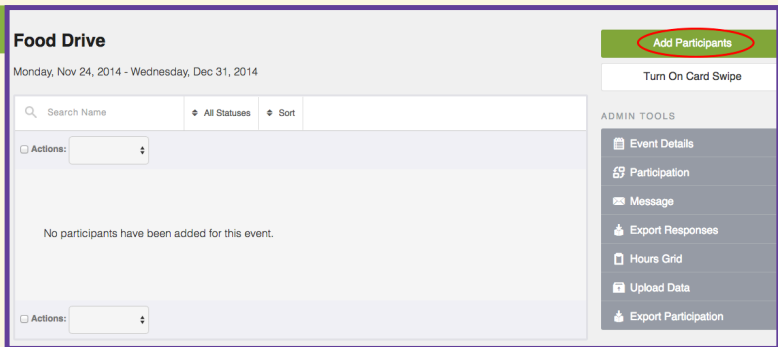 Food Drive
Monday, Nov 24, 2014 - Wednesday, Dec 31, 2014
Search Name
All Statuses
Sort
Actions:
No participants have been added for this event.
Actions:
Add Participants
Turn On Card Swipe
ADMIN TOOLS
Event Details
Participation
Message
Export Responses
Hours Grid
Upload Data
Export Participation